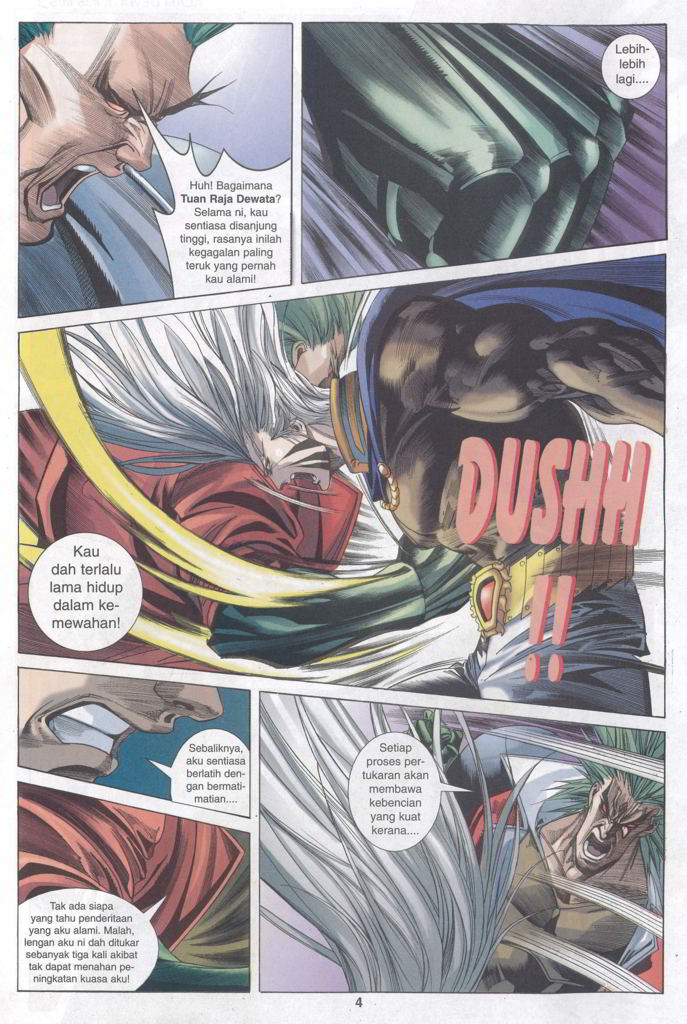 Huh! Bagaimana
Tuan Raja Dewata?
Selama ni, kau
sentiasa disanjung
tinggi, rasanya inilah
kegagalan paling
teruk yang pernah
kau alami!
Lebih-
lebih
lagi....
DUSHH
!!
Kau
dah terlalu
lama hidup
dalam ke-
mewahan!
Sebaliknya,
aku sentiasa
berlatih den-
gan bermati-
matian....
Setiap
proses per-
tukaran akan
membawa
kebencian
yang kuat
kerana....
Tak ada siapa
yang tahu penderitaan
yang aku alami. Malah,
lengan aku ni dah ditukar
sebanyak tiga kali akibat
tak dapat menahan pe-
ningkatan kuasa aku!
4